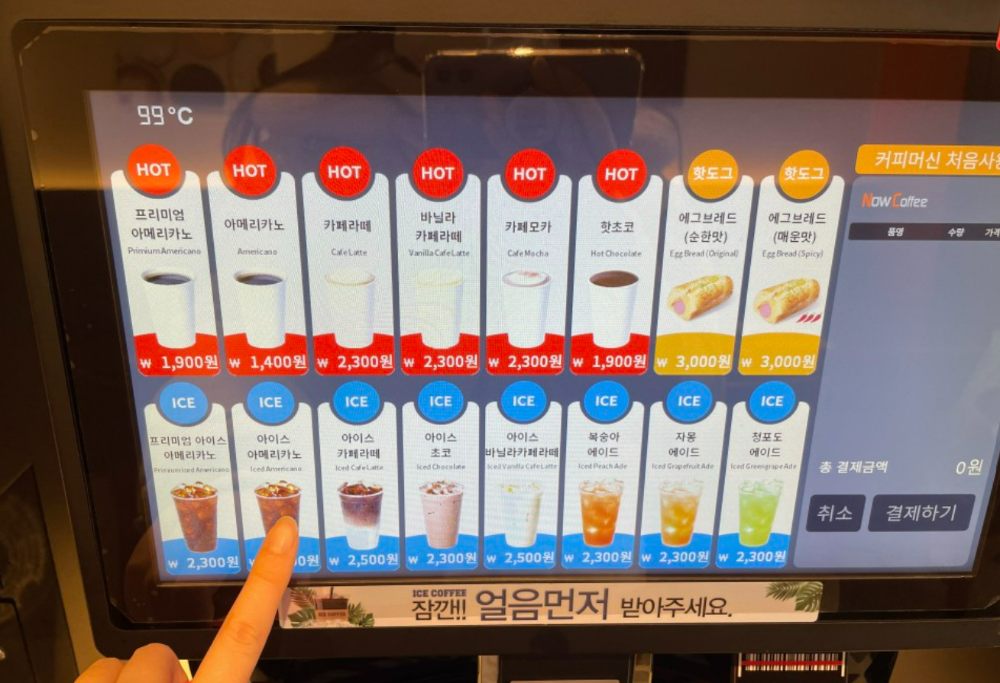 99°C
HOT
프리미엄
아메리카노
Primium Americano
₩ 1,900원
HOT
아메리카노
Americano
₩ 1,400원
HOT
카페라떼
Cafe Latte
₩ 2,300원
HOT
바닐라
카페라떼
Vanilla Cafe Latte
₩ 2,300원
HOT
카페모카
Cafe Mocha
₩ 2,300원
HOT
핫초코
Hot Chocolate
₩ 1,900원
핫도그
에그브레드
(순한맛)
Egg Bread (Original)
₩ 3,000원
핫도그
에그브레드
(매운맛)
Egg Bread (Spicy)
₩ 3,000원
ICE
프리미엄 아이스
아메리카노
Primium Iced Americano
₩ 2,300원
ICE
아이스
아메리카노
Iced Americano
ICE
아이스
카페라떼
Iced Cafe Latte
₩ 2,500원
ICE
아이스
초코
Iced Chocolate
₩ 2,300원
ICE
아이스
바닐라카페라떼
Iced Vanilla Cafe Latte
₩ 2,500원
ICE
복숭아
에이드
Iced Peach Ade
₩ 2,300원
ICE
자몽
에이드
Iced Grapefruit Ade
₩ 2,300원
ICE
청포도
에이드
Iced Greengrape Ade
₩ 2,300원
커피머신 처음사
Now Coffee
품명 수량 가격
총 결제금액 0원
취소 결제하기
ICE COFFEE
잠깐!! 얼음먼저 받아주세요.